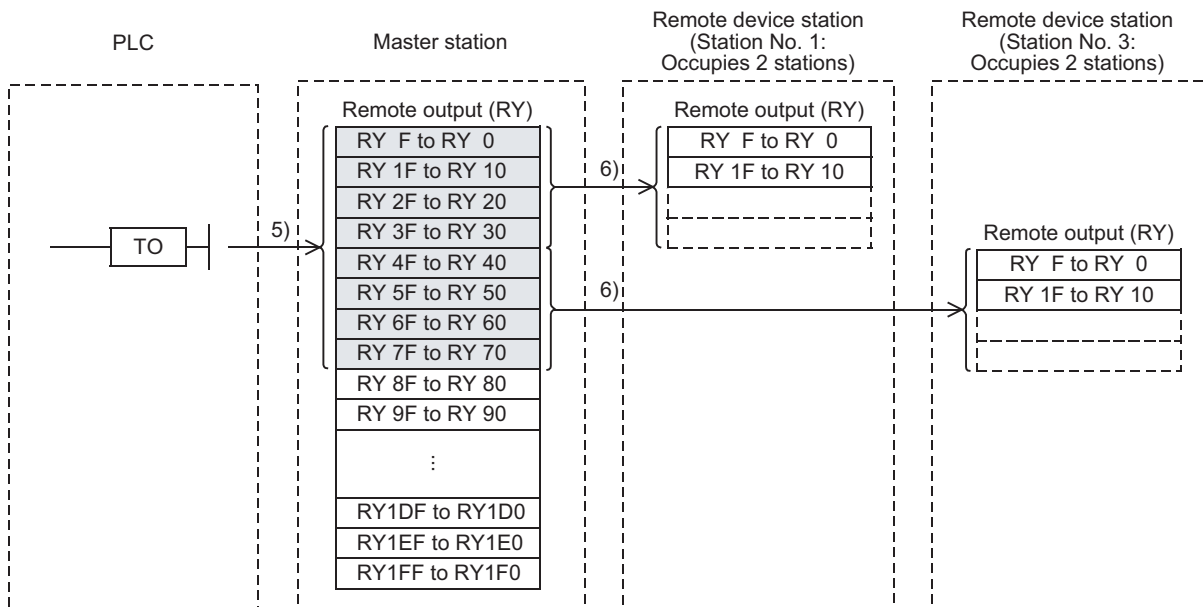 PLC
Master station
Remote device station
(Station No. 1:
Occupies 2 stations)
Remote device station
(Station No. 3:
Occupies 2 stations)
TO
5)
Remote output (RY)
RY F to RY 0
RY 1F to RY 10
RY 2F to RY 20
RY 3F to RY 30
RY 4F to RY 40
RY 5F to RY 50
RY 6F to RY 60
RY 7F to RY 70
RY 8F to RY 80
RY 9F to RY 90
⋮
RY1DF to RY1D0
RY1EF to RY1E0
RY1FF to RY1F0
6)
6)
Remote output (RY)
RY F to RY 0
RY 1F to RY 10
Remote output (RY)
RY F to RY 0
RY 1F to RY 10